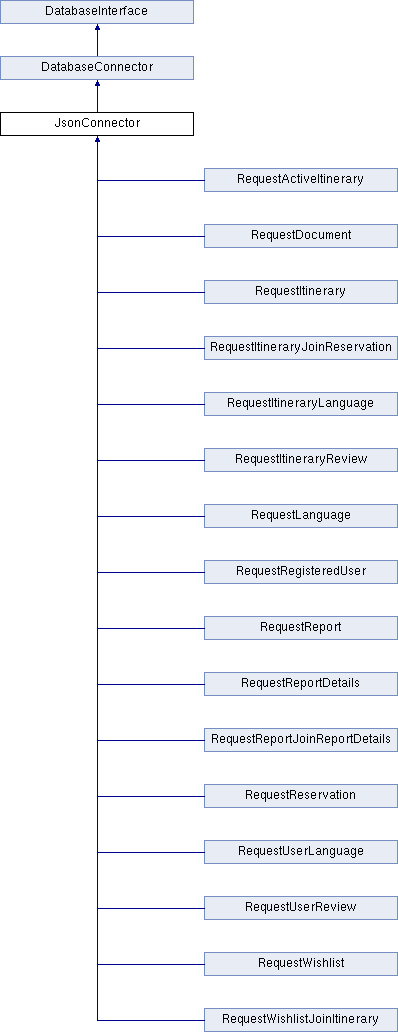 DatabaseInterface
DatabaseConnector
JsonConnector
RequestActiveItinerary
RequestDocument
RequestItinerary
RequestItineraryJoinReservation
RequestItineraryLanguage
RequestItineraryReview
RequestLanguage
RequestRegisteredUser
RequestReport
RequestReportDetails
RequestReportJoinReportDetails
RequestReservation
RequestUserLanguage
RequestUserReview
RequestWishlist
RequestWishlistJoinItinerary